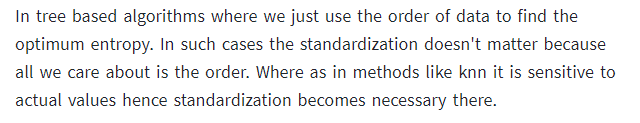 In tree based algorithms where we just use the order of data to find the
optimum entropy. In such cases the standardization doesn't matter because
all we care about is the order. Where as in methods like knn it is sensitive to
actual values hence standardization becomes necessary there.